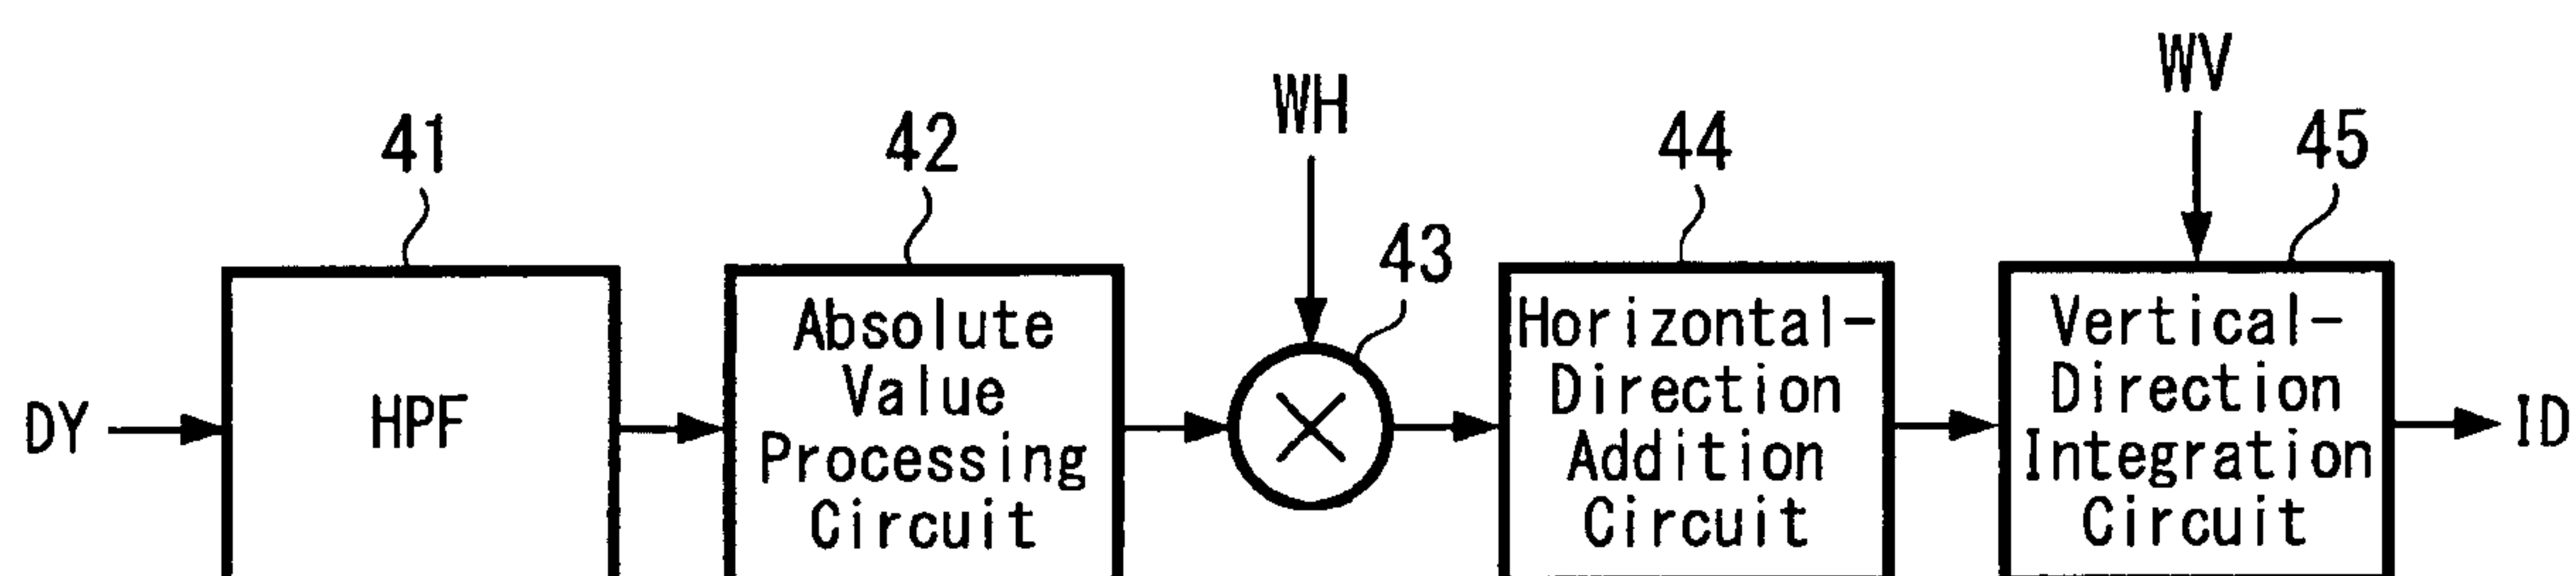 WV
WH
41
42
44
45
43
DY
HPF
Absolute
Value
Processing
Circuit
Horizontal-
Direction
Addition
Circuit
Vertical-
Direction
Integration
Circuit
ID